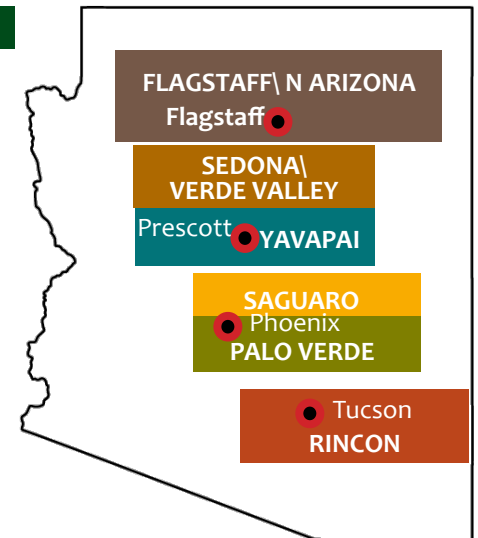 FLAGSTAFF\ N ARIZONA
Flagstaff
SEDONA\
VERDE VALLEY
Prescott
YAVAPAI
SAGUARO
Phoenix
PALO VERDE
Tucson
RINCON